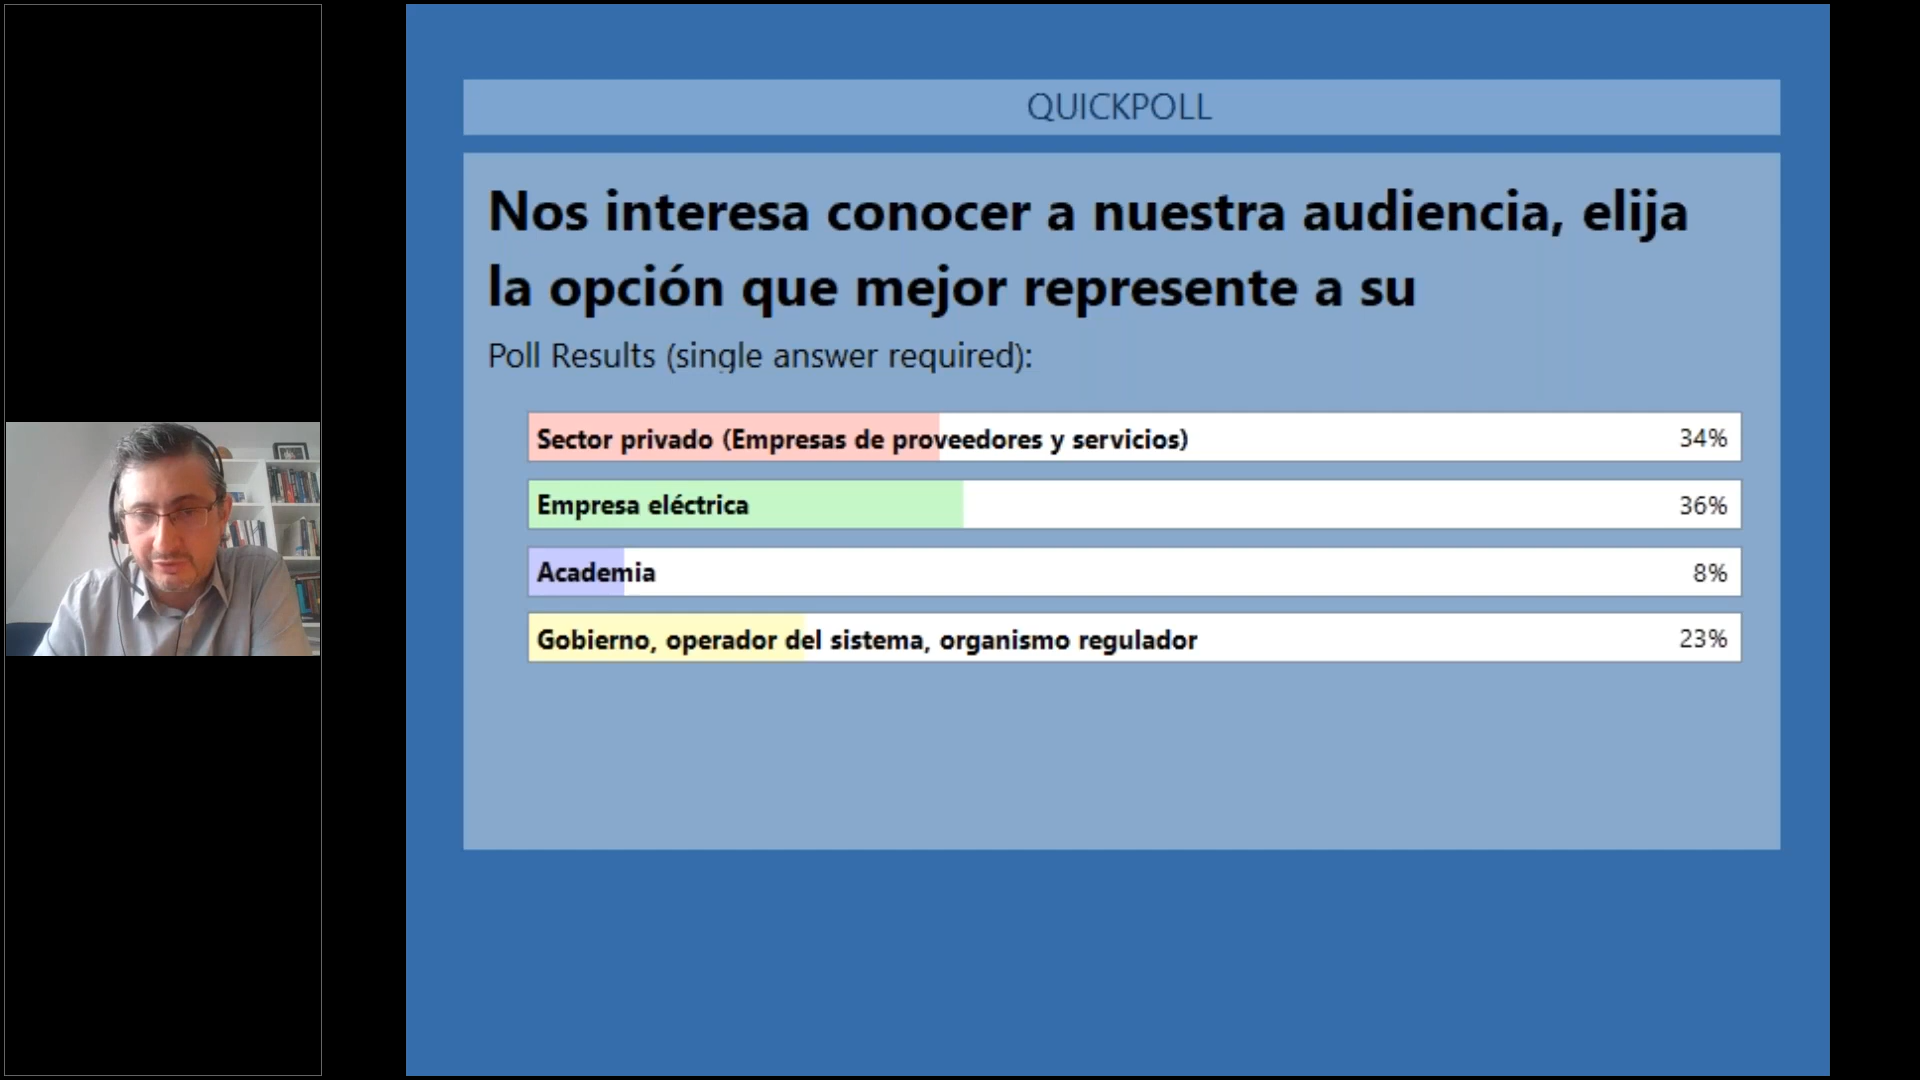 QUICKPOLL
Nos interesa conocer a nuestra audiencia, elija
la opción que mejor represente a su
Poll Results (single answer required):
Sector privado (Empresas de proveedores y servicios) 34%
Empresa eléctrica 36%
Academia 8%
Gobierno, operador del sistema, organismo regulador 23%